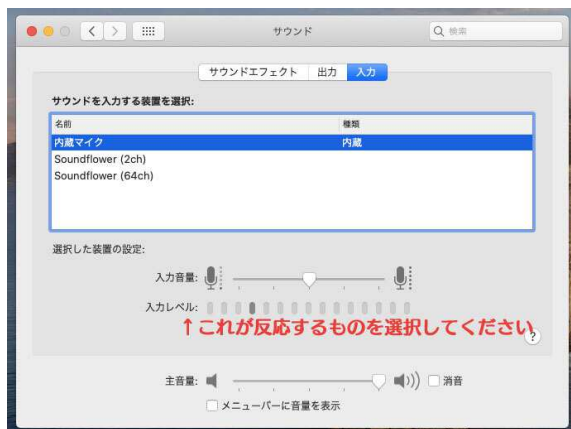 サウンド
検索
サウンドエフェクト 出力 入力
サウンドを入力する装置を選択:
名前 種類
内蔵マイク 内蔵
Soundflower (2ch)
Soundflower (64ch)
選択した装置の設定:
入力音量:
入力レベル:
↑これが反応するものを選択してください
?
主音量: 消音
メニューバーに音量を表示